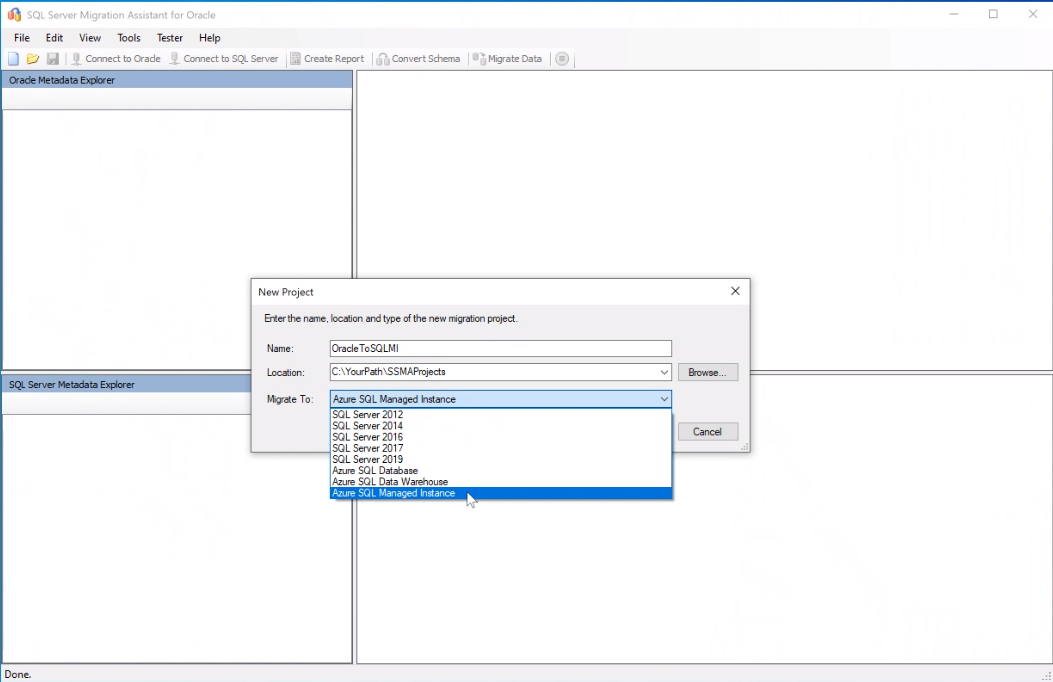 SQL Server Migration Assistant for Oracle
File Edit View Tools Tester Help
Connect to Oracle Connect to SQL Server Create Report Convert Schema Migrate Data
Oracle Metadata Explorer
New Project
Enter the name, location and type of the new migration project.
Name: OracleToSQLMI
Location: C:\YourPath\SSMAProjects Browse...
SQL Server Metadata Explorer
Migrate To: Azure SQL Managed Instance
SQL Server 2012
SQL Server 2014
SQL Server 2016
Cancel
SQL Server 2017
SQL Server 2019
Azure SQL Database
Azure SQL Data Warehouse
Azure SQL Managed Instance
Done.